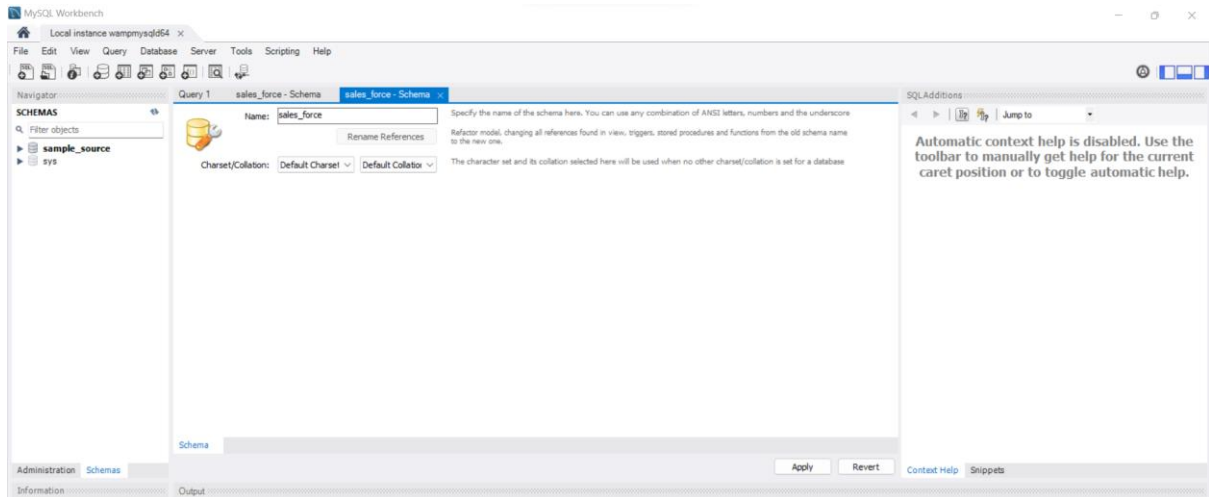 MySQL Workbench
Local instance wampmysqld64 ×
File Edit View Query Database Server Tools Scripting Help
Navigator
SCHEMAS
Filter objects
sample_source
sys
Administration Schemas
Information
Query 1 sales_force - Schema sales_force - Schema ×
Name: sales_force
Specify the name of the schema here. You can use any combination of ANSI letters, numbers and the underscore
Rename References
Refactor model, changing all references found in view, triggers, stored procedures and functions from the old schema name
to the new one.
Charset/Collation: Default Charset Default Collatior
The character set and its collation selected here will be used when no other charset/collation is set for a database
Schema
Apply Revert
Output
SQLAdditions
Jump to
Automatic context help is disabled. Use the
toolbar to manually get help for the current
caret position or to toggle automatic help.
Context Help Snippets